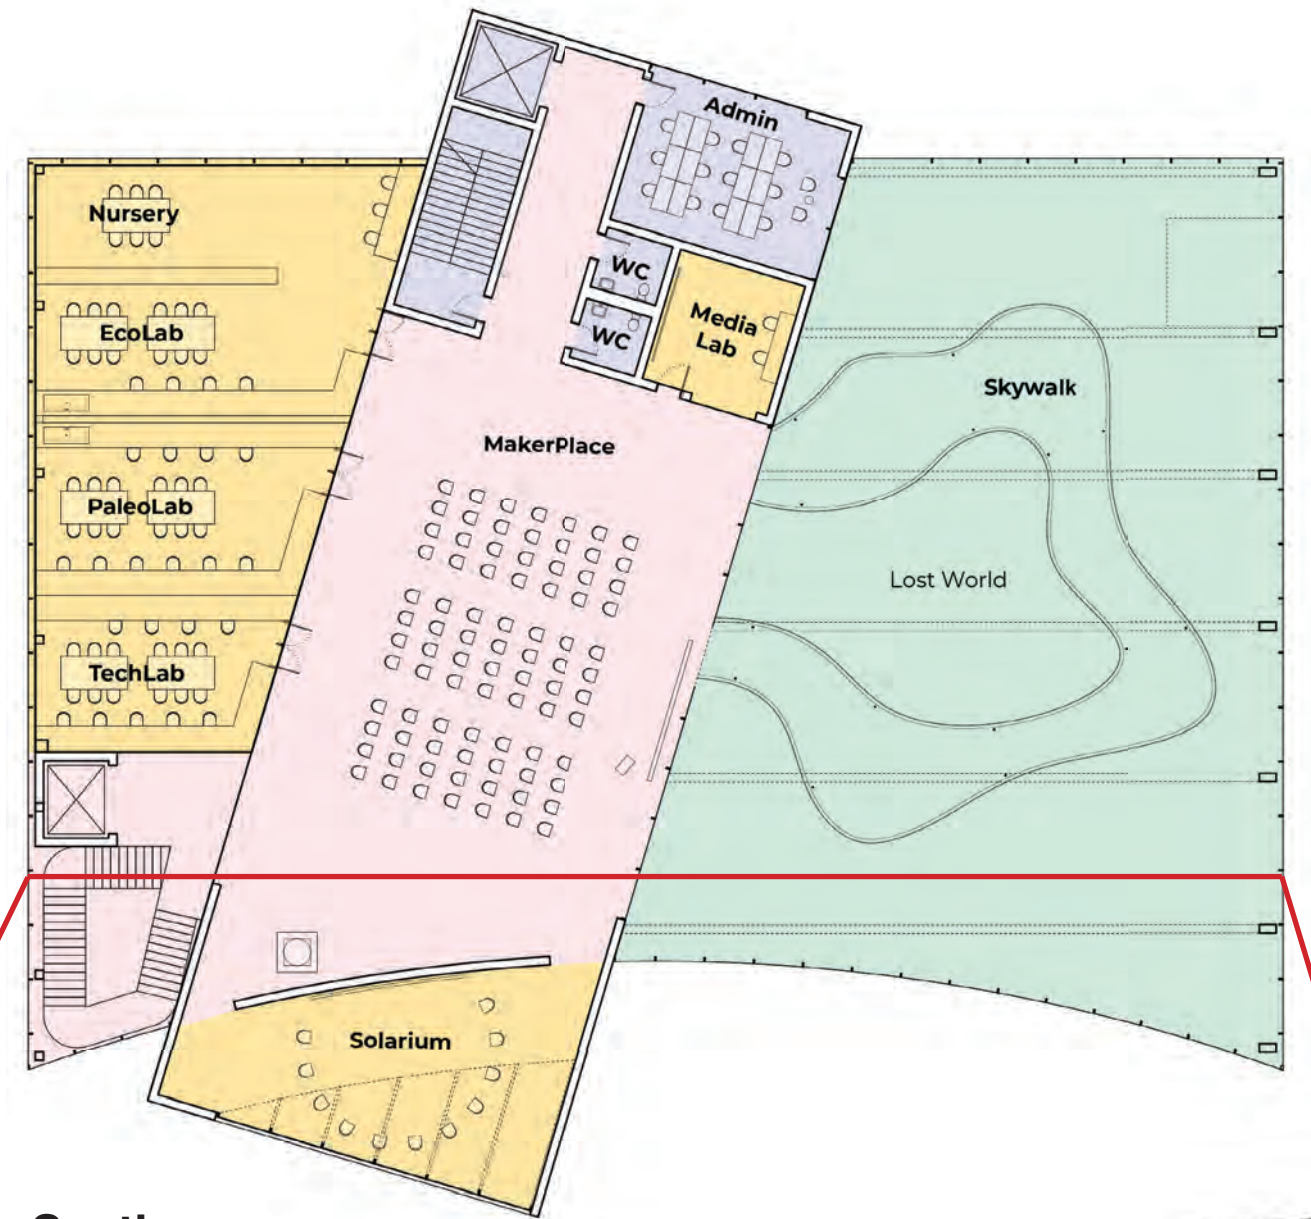 Admin
Nursery
WC
Media
Lab
EcoLab
WC
Skywalk
MakerPlace
PaleoLab
Lost World
TechLab
Solarium